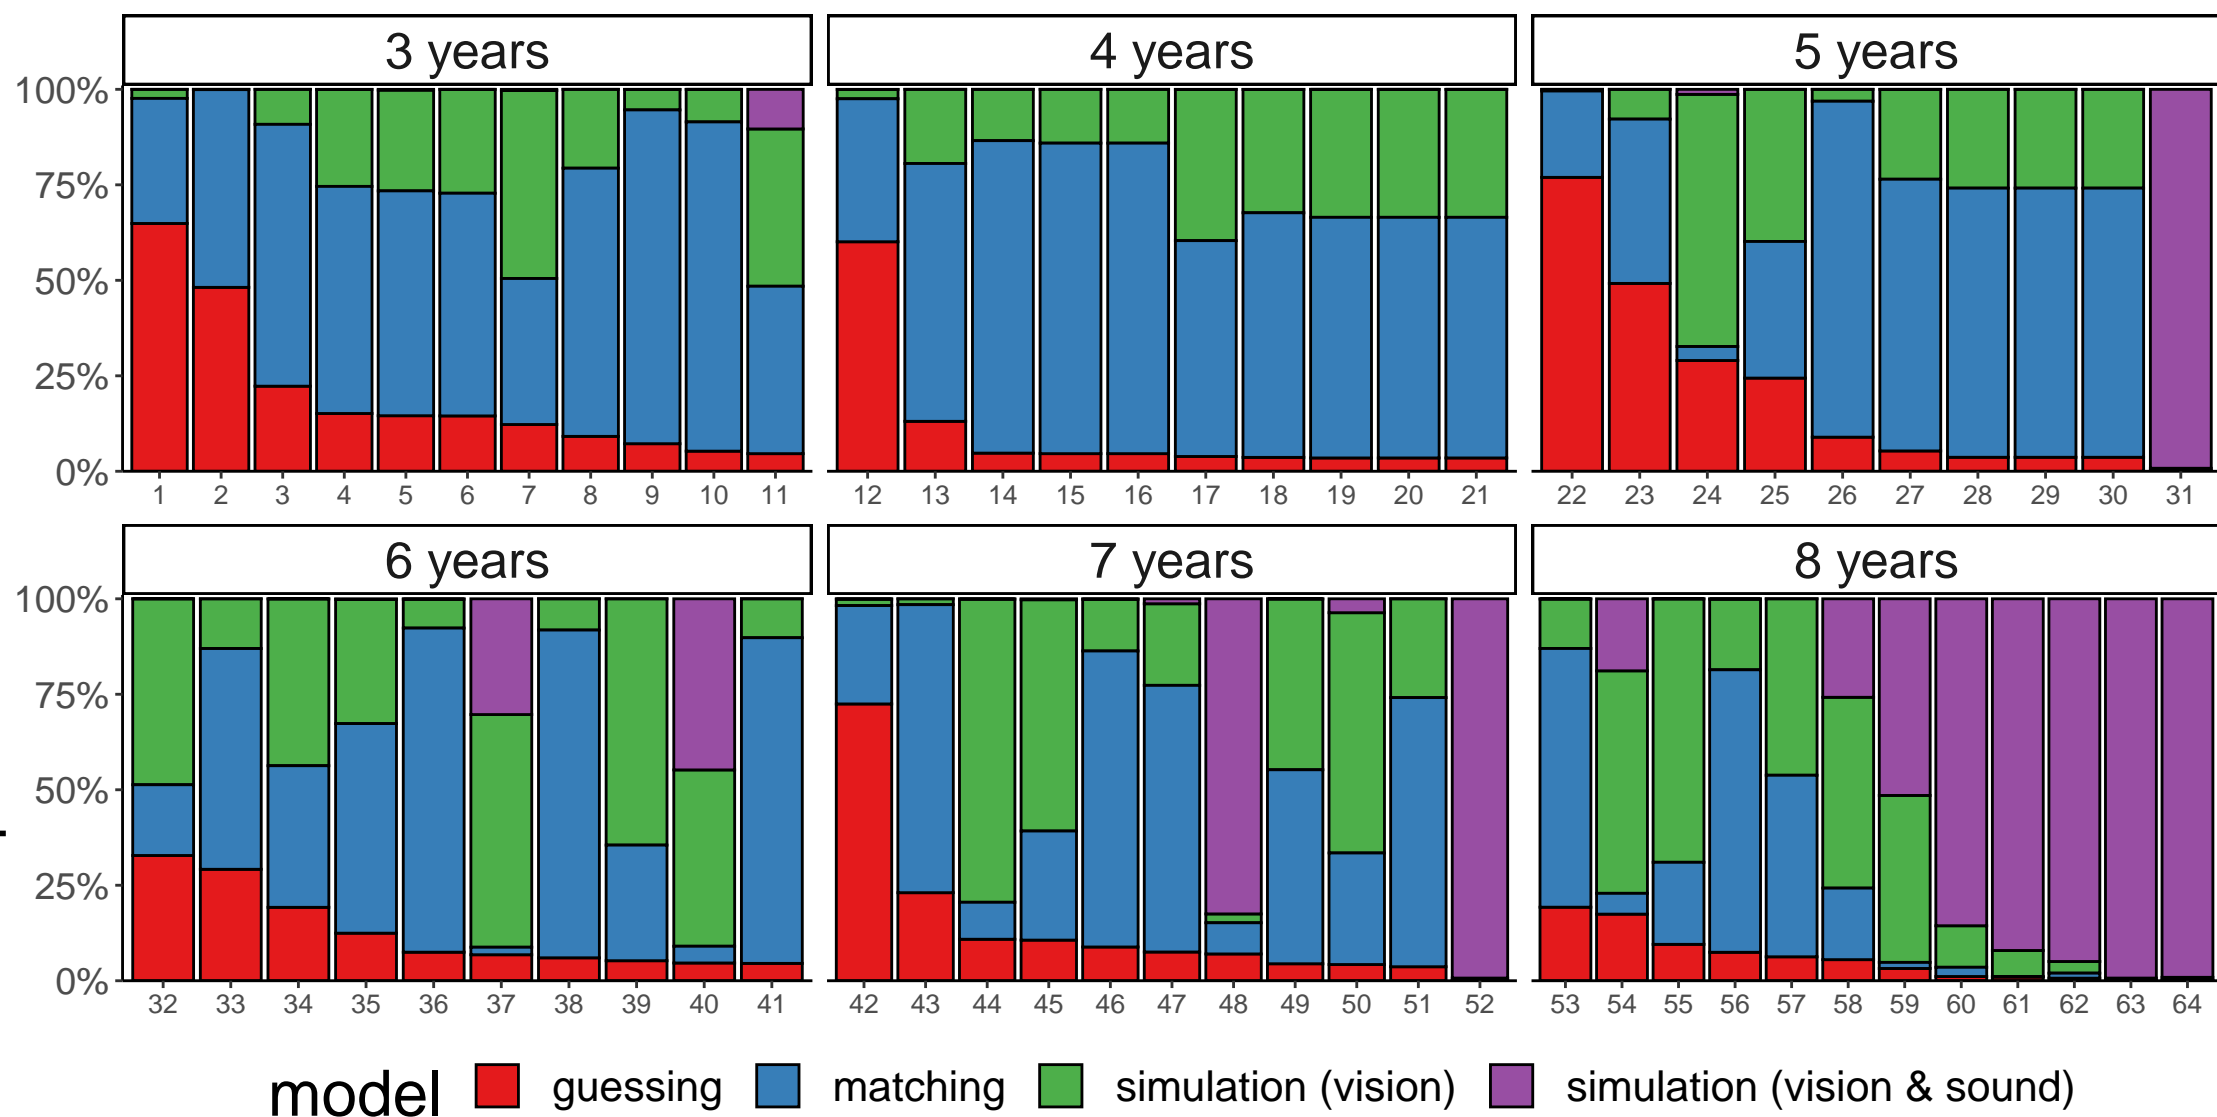 3 years 4 years 5 years
100%
75%
50%
25%
0%
1 2 3 4 5 6 7 8 9 10 11 12 13 14 15 16 17 18 19 20 21 22 23 24 25 26 27 28 29 30 31
6 years 7 years 8 years
100%
75%
50%
25%
0%
32 33 34 35 36 37 38 39 40 41 42 43 44 45 46 47 48 49 50 51 52 53 54 55 56 57 58 59 60 61 62 63 64
model guessing matching simulation (vision) simulation (vision & sound)